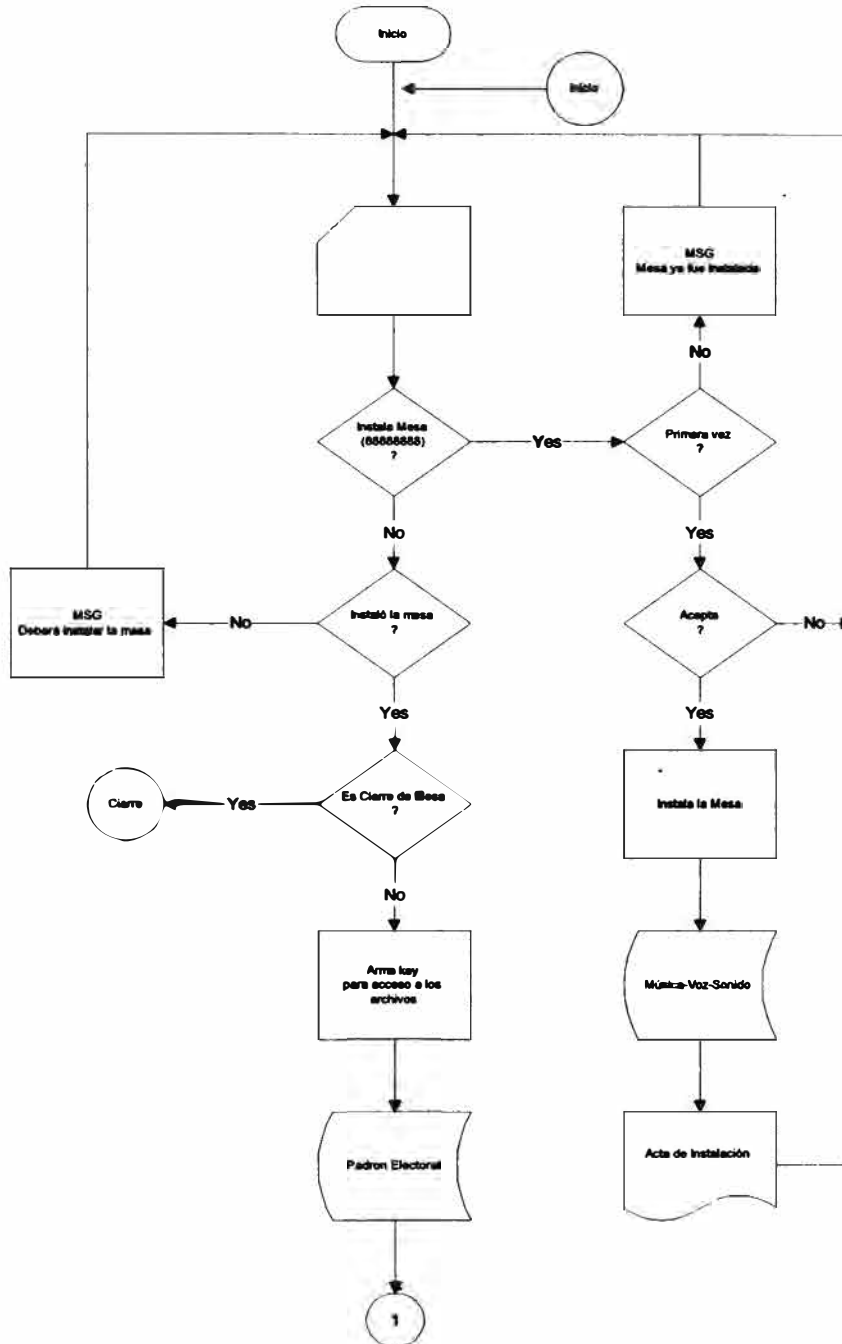 Inicio
Inicio
MSG
Mesa ya fue Instalada
No
Instala Mesa
(88888888)
?
Yes
Primera vez
?
No
Yes
MSG
Deberá instalar la mesa
No
Instaló la mesa
?
Acepta
?
No
Yes
Yes
Cierre
Yes
Es Cierre de Mesa
?
Instala la Mesa
No
Arma key
para acceso a los
archivos
Música-Voz-Sonido
Padron Electoral
Acta de Instalación
1